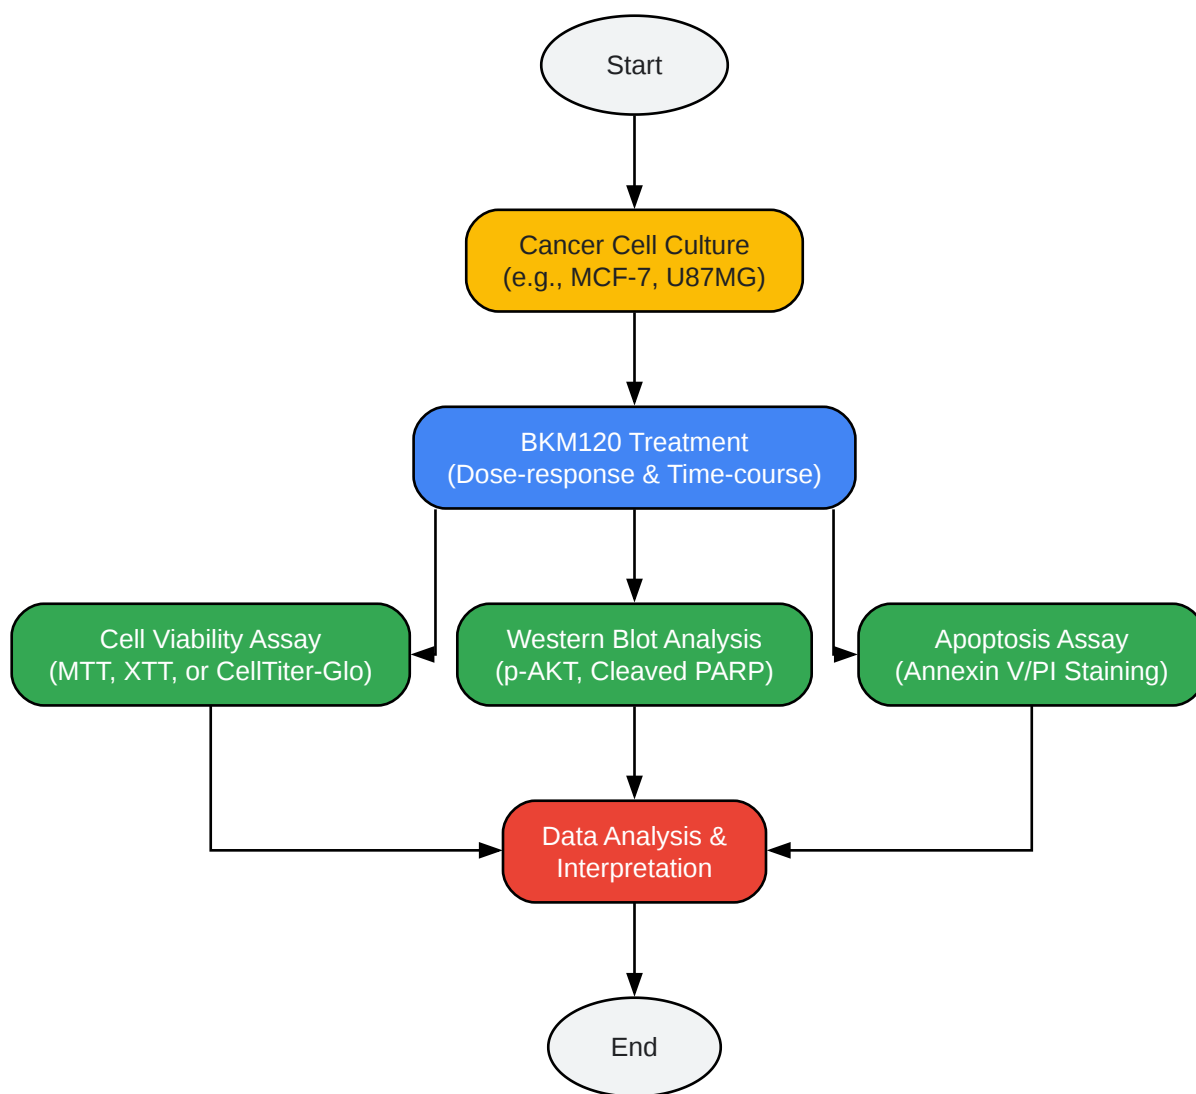 Start
Cancer Cell Culture
(e.g., MCF-7, U87MG)
BKM120 Treatment
(Dose-response & Time-course)
Cell Viability Assay
(MTT, XTT, or CellTiter-Glo)
Western Blot Analysis
(p-AKT, Cleaved PARP)
Apoptosis Assay
(Annexin V/PI Staining)
Data Analysis &
Interpretation
End